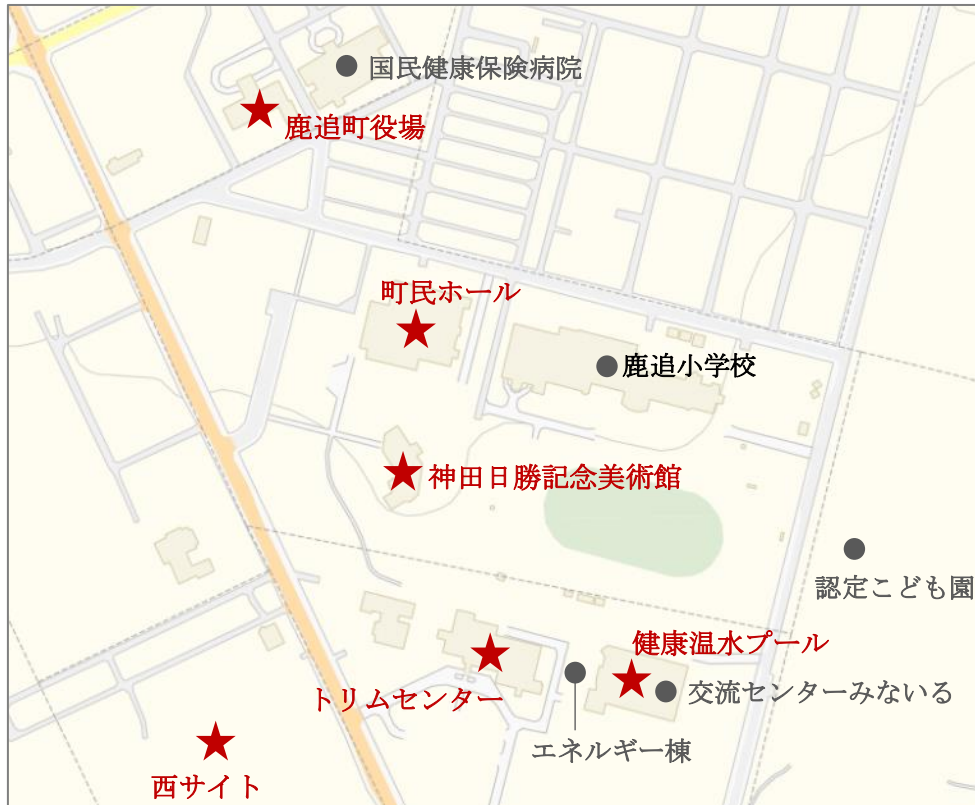 国民健康保険病院
鹿追町役場
町民ホール
鹿追小学校
神田日勝記念美術館
認定こども園
健康温水プール
トリムセンター
交流センターみないる
エネルギー棟
西サイト